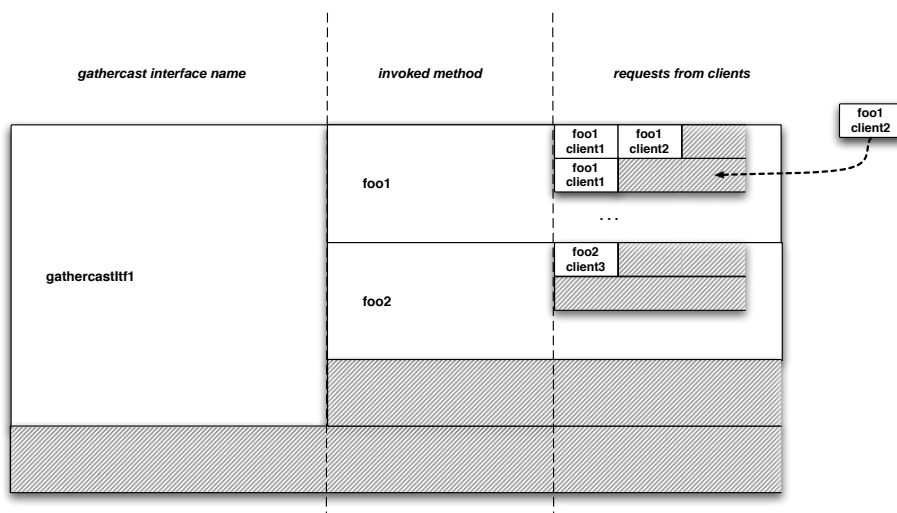 gathercast interface name
invoked method
requests from clients
foo1
client2
foo1
client1
foo1
client2
foo1
foo1
client1
...
gathercastItf1
foo2
client3
foo2